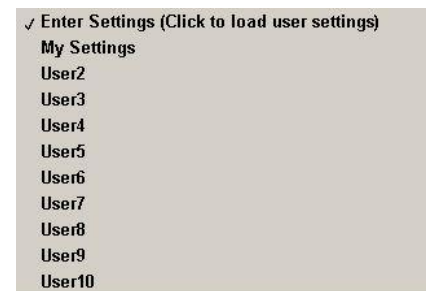 ✓ Enter Settings (Click to load user settings)
My Settings
User2
User3
User4
User5
User6
User7
User8
User9
User10